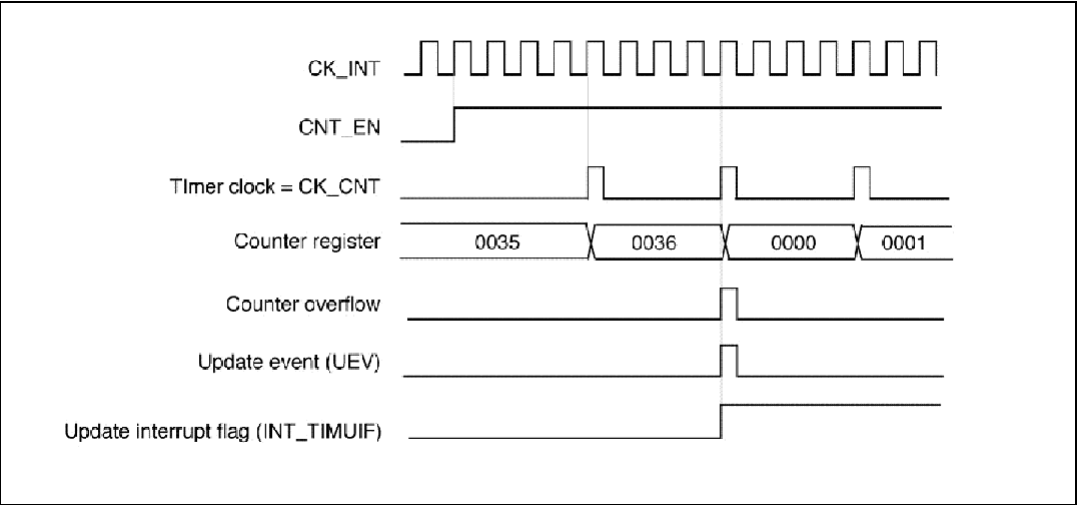 CK_INT
CNT_EN
TImer clock = CK_CNT
Counter register 0035 0036 0000 0001
Counter overflow
Update event (UEV)
Update interrupt flag (INT_TIMUIF)